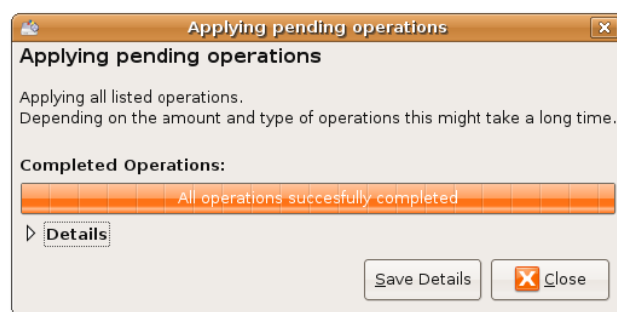 Applying pending operations
Applying pending operations
Applying all listed operations.
Depending on the amount and type of operations this might take a long time.
Completed Operations:
All operations succesfully completed
Details
Save Details
Close